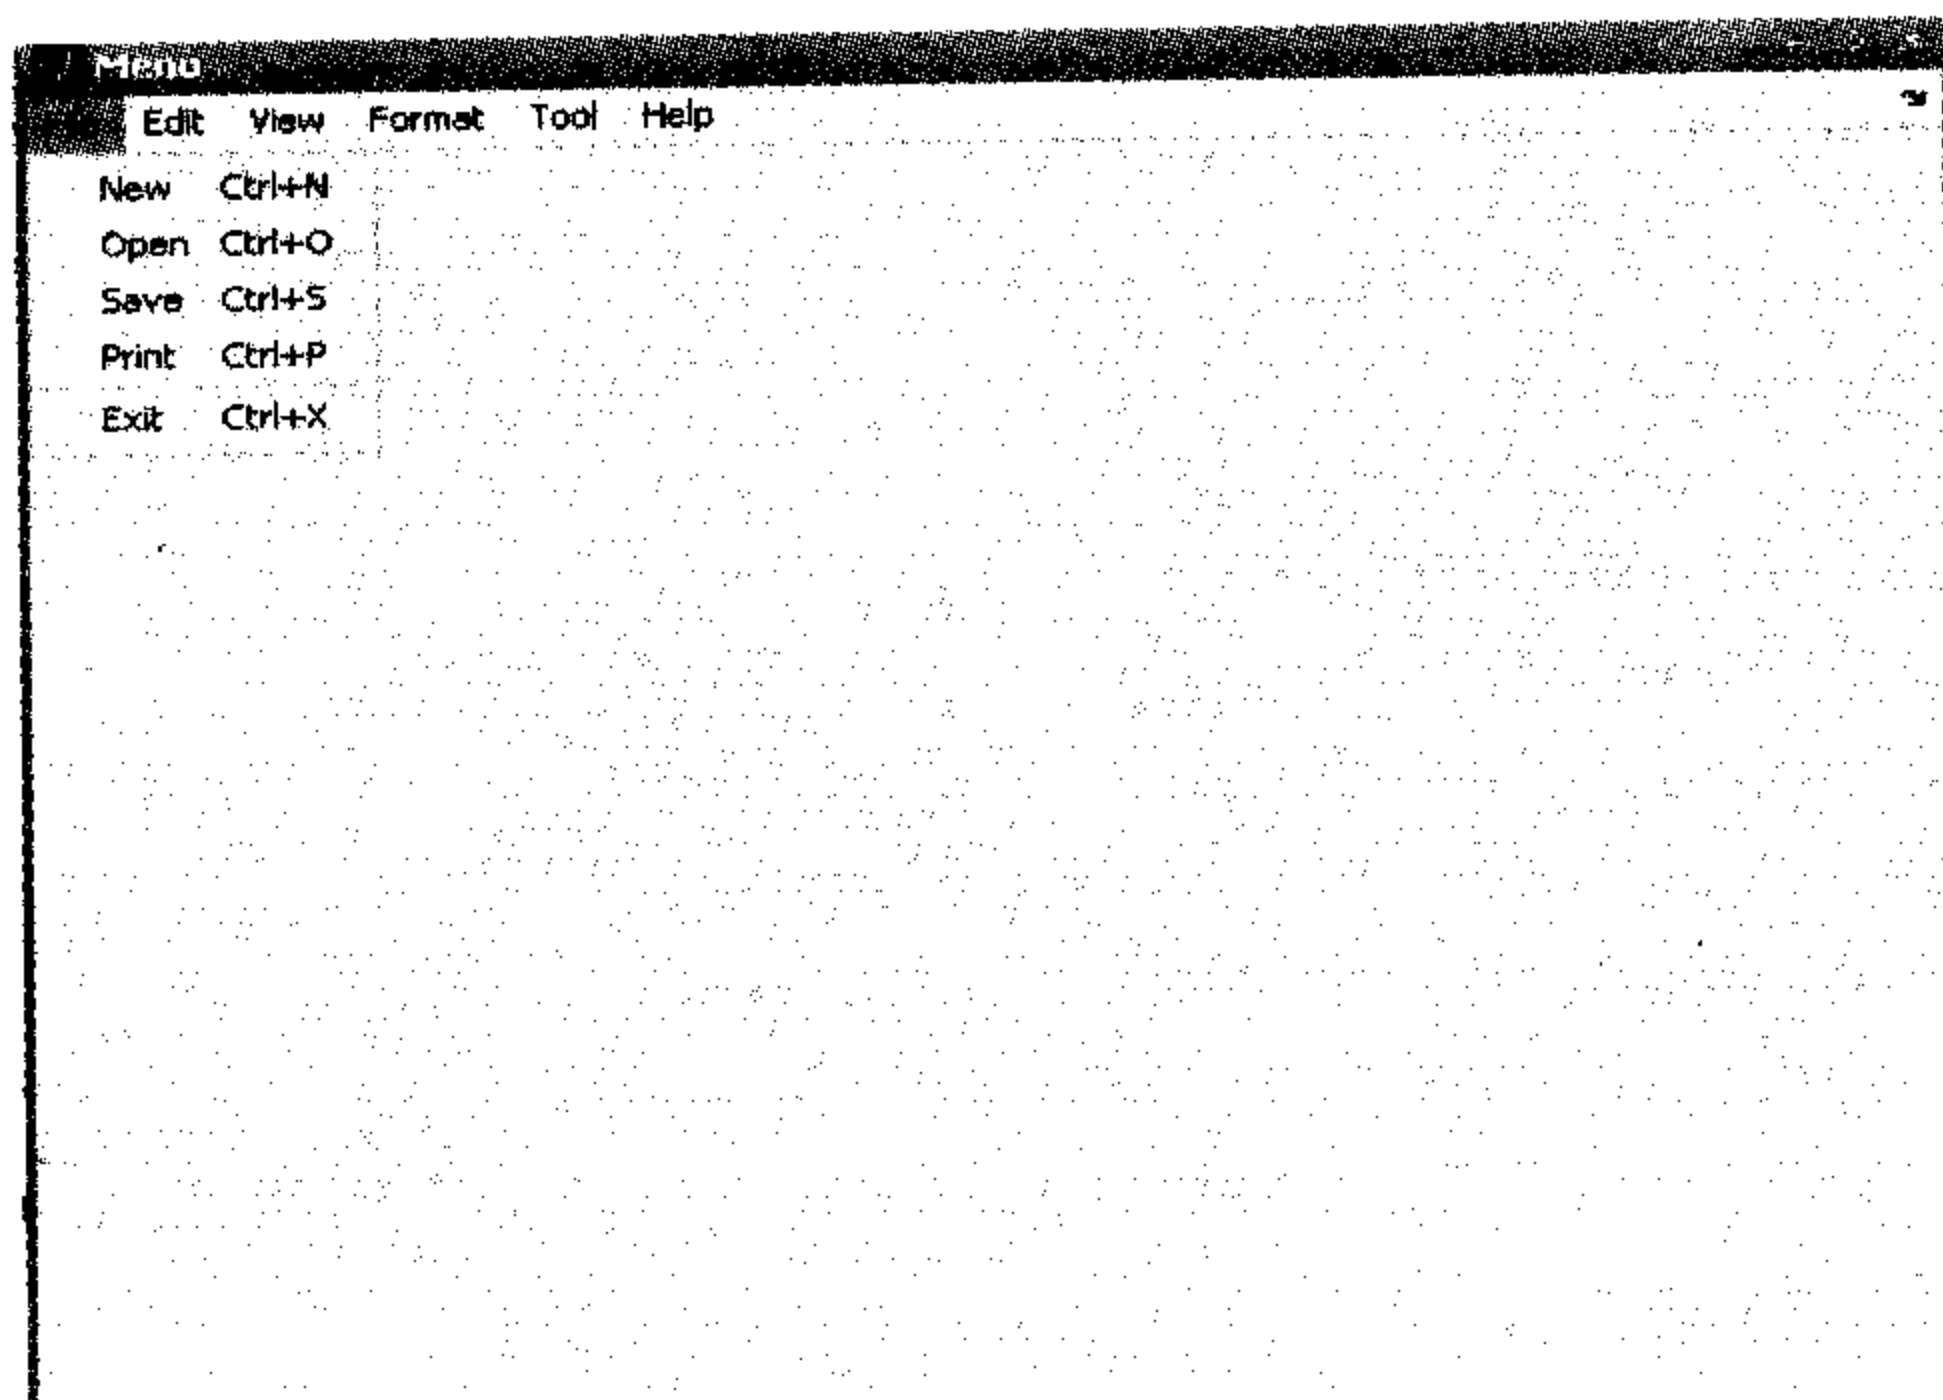 Menu
Edit View Format Tool Help
New Ctrl+N
Open Ctrl+O
Save Ctrl+S
Print Ctrl+P
Exit Ctrl+X